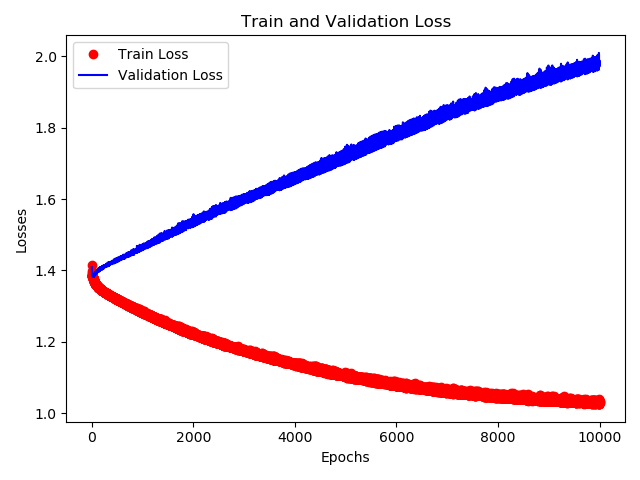 Train and Validation Loss
Train Loss
Validation Loss
2.0
1.8
1.6
1.4
1.2
1.0
Losses
0 2000 4000 6000 8000 10000
Epochs